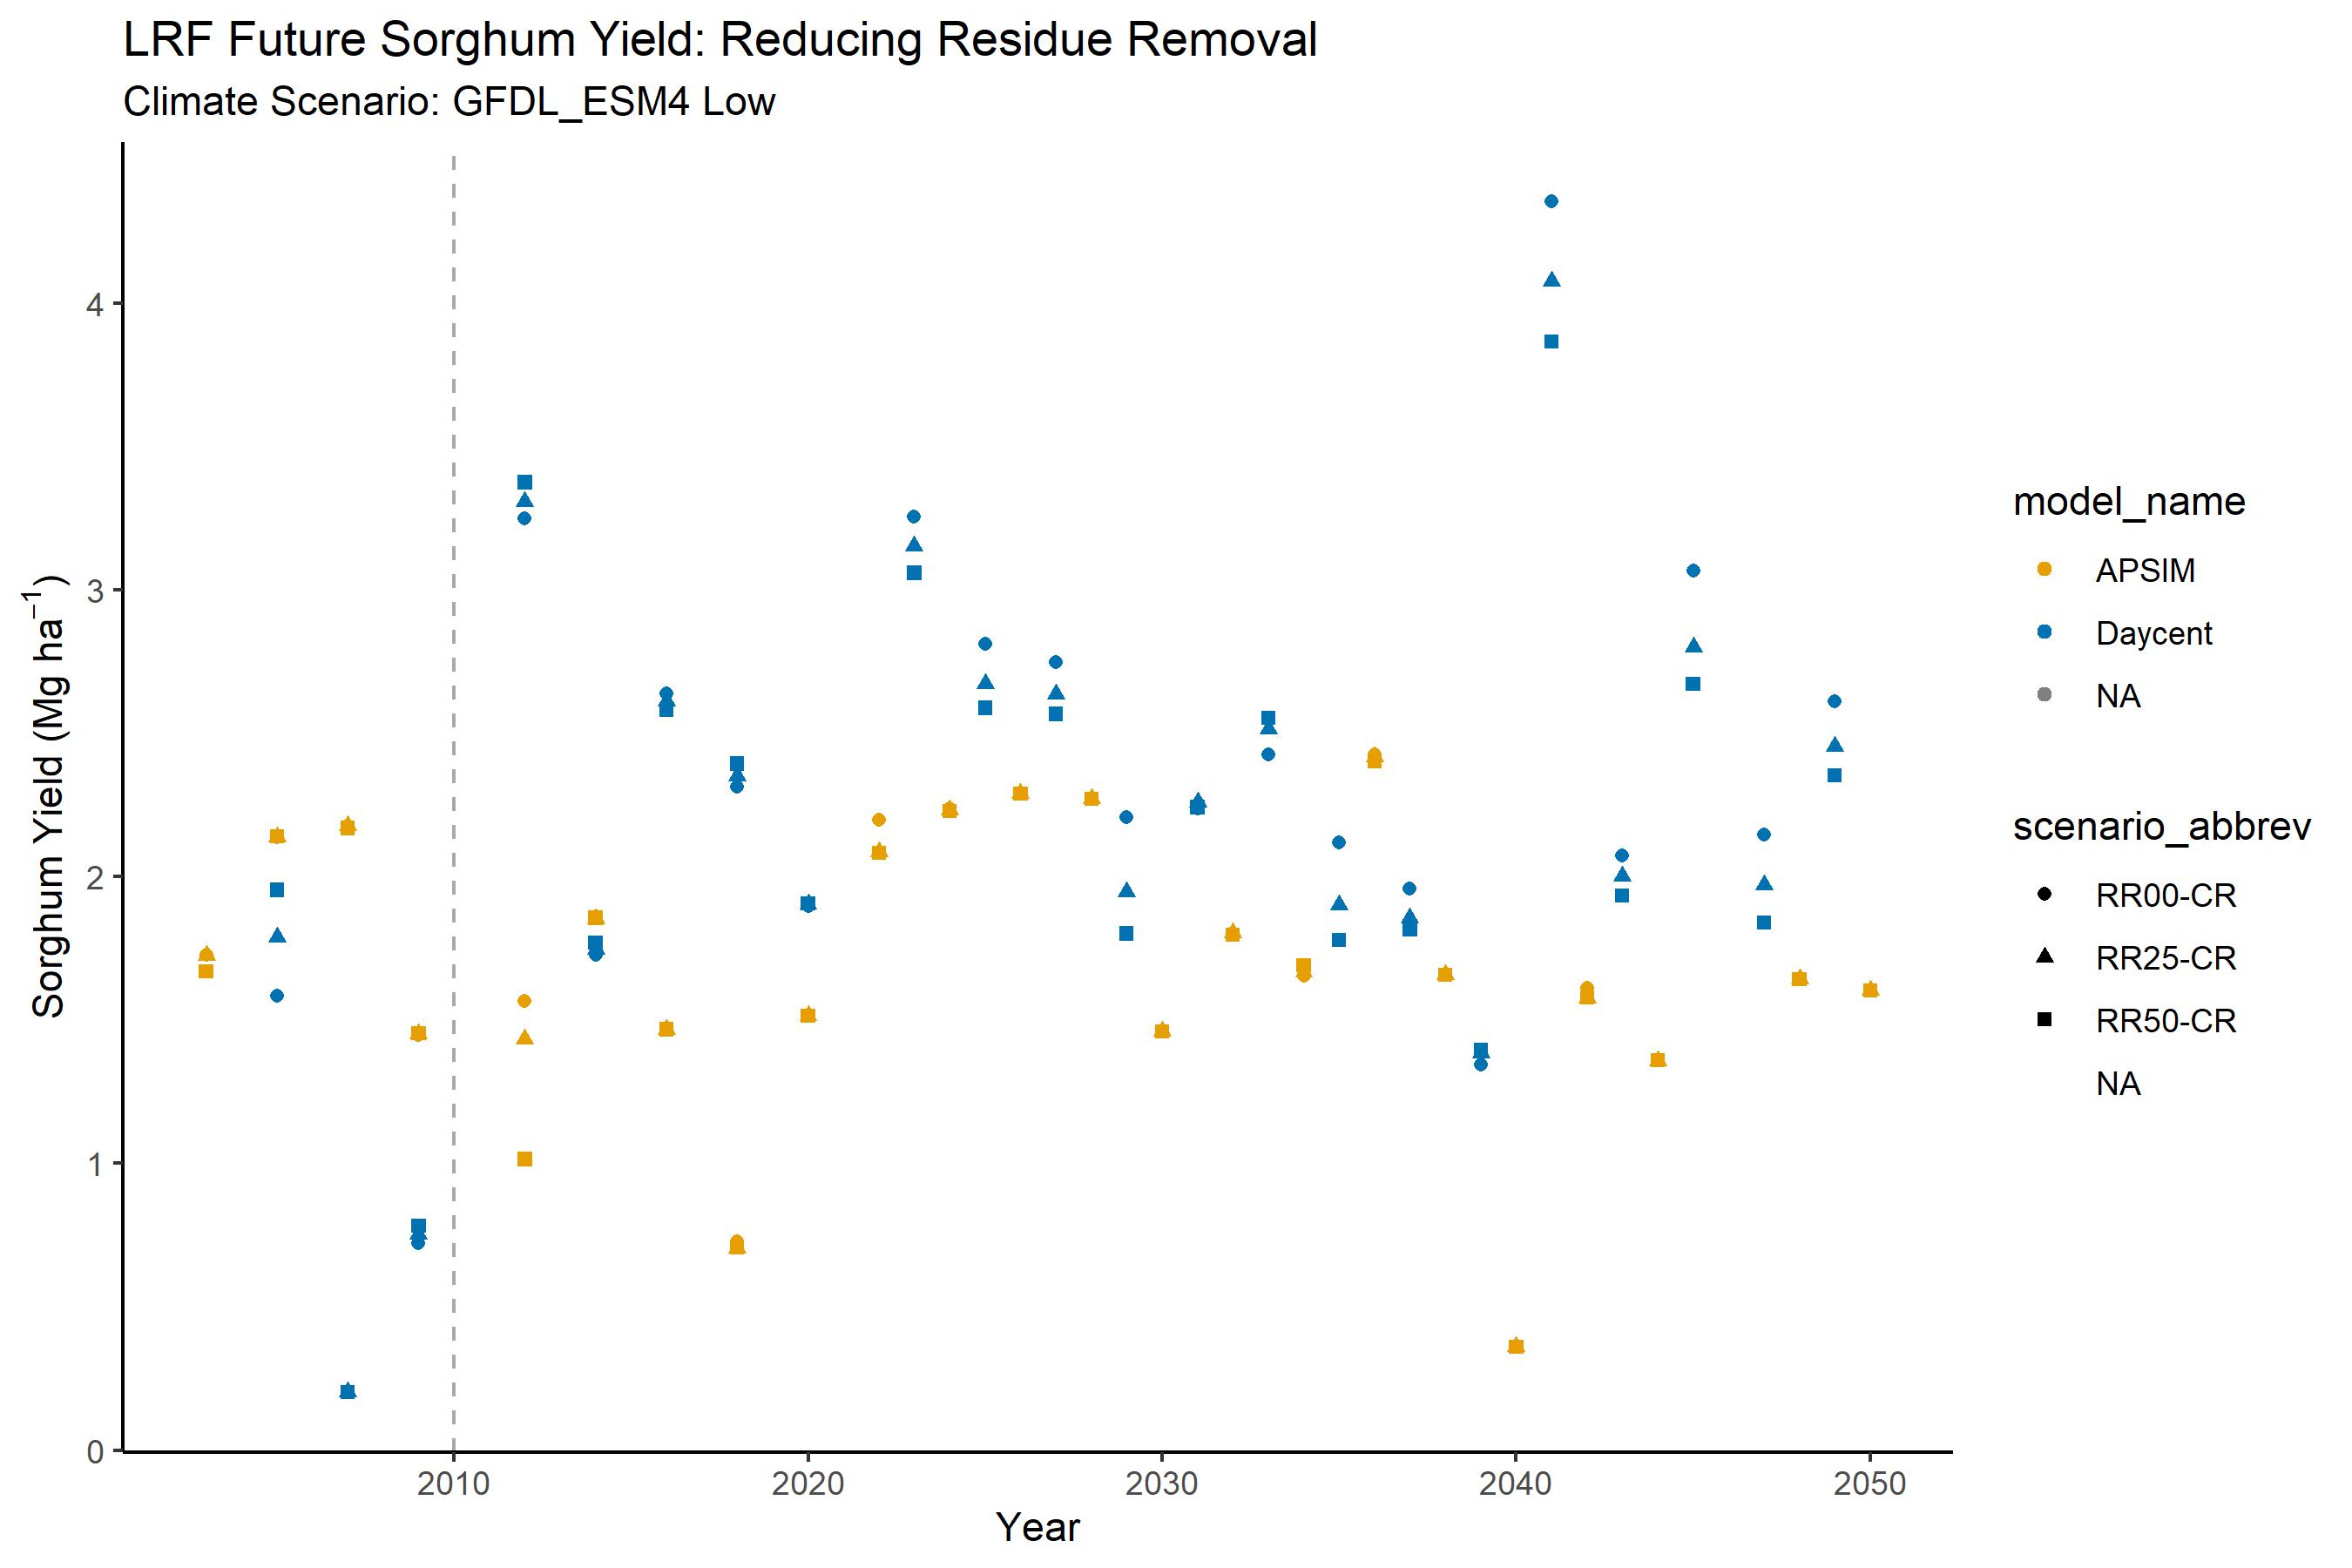 LRF Future Sorghum Yield: Reducing Residue Removal
Climate Scenario: GFDL_ESM4 Low
Sorghum Yield (Mg ha⁻¹)
4
3
2
1
0
2010
2020
2030
2040
2050
Year
model_name
APSIM
Daycent
NA
scenario_abbrev
RR00-CR
RR25-CR
RR50-CR
NA